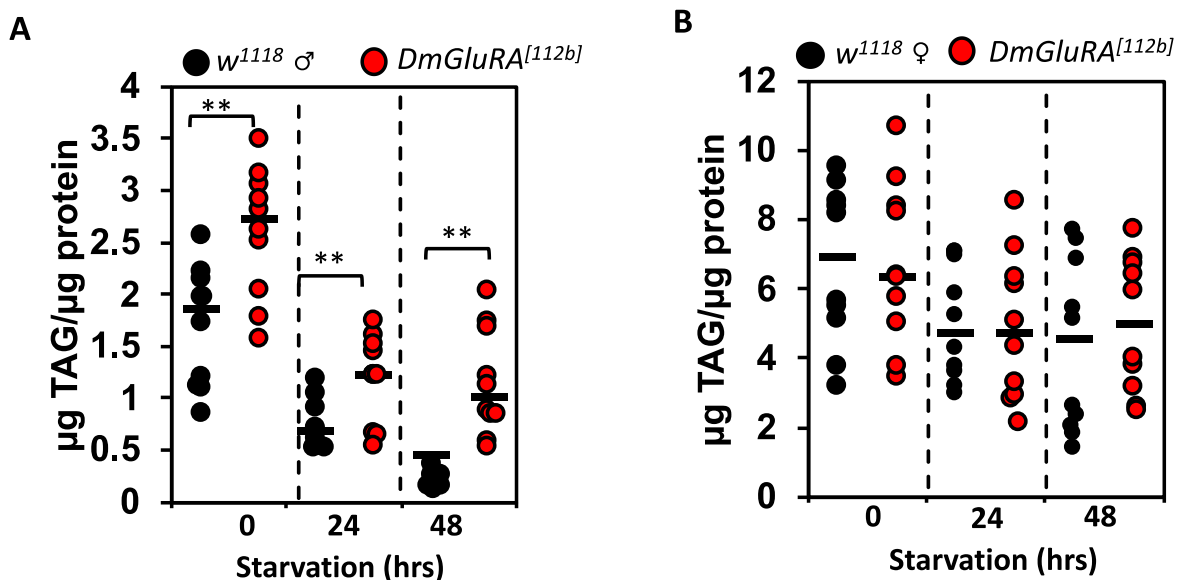 A
w1118 ♂ DmGluRA[112b]
µg TAG/µg protein
4
3.5
3
2.5
2
1.5
1
0.5
0
**
**
**
0 24 48
Starvation (hrs)
B
w1118 ♀ DmGluRA[112b]
µg TAG/µg protein
12
10
8
6
4
2
0
0 24 48
Starvation (hrs)